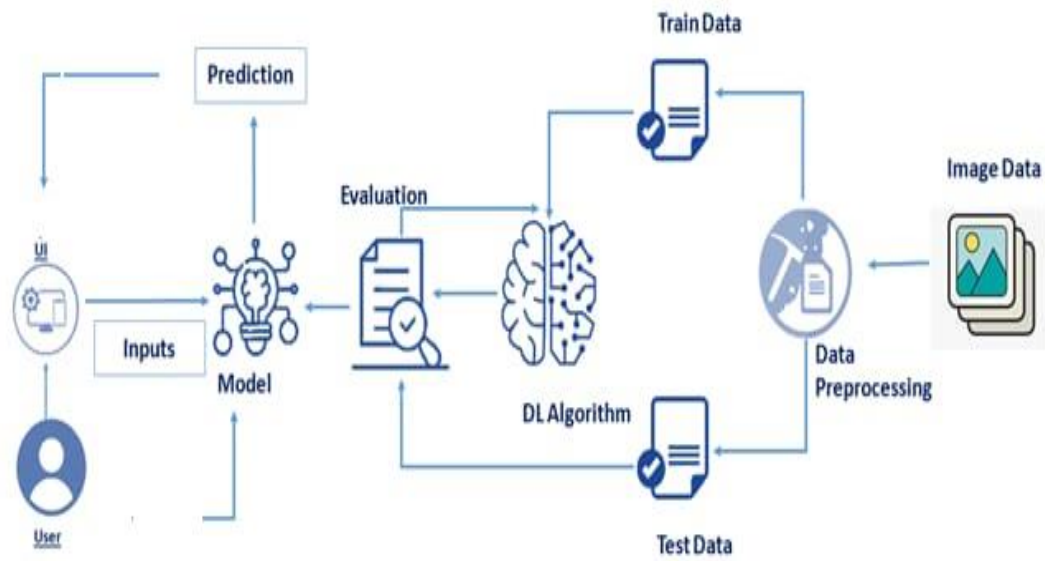 Train Data
Prediction
Image Data
Evaluation
UI
Inputs
Model
Data
Preprocessing
DL Algorithm
User
Test Data